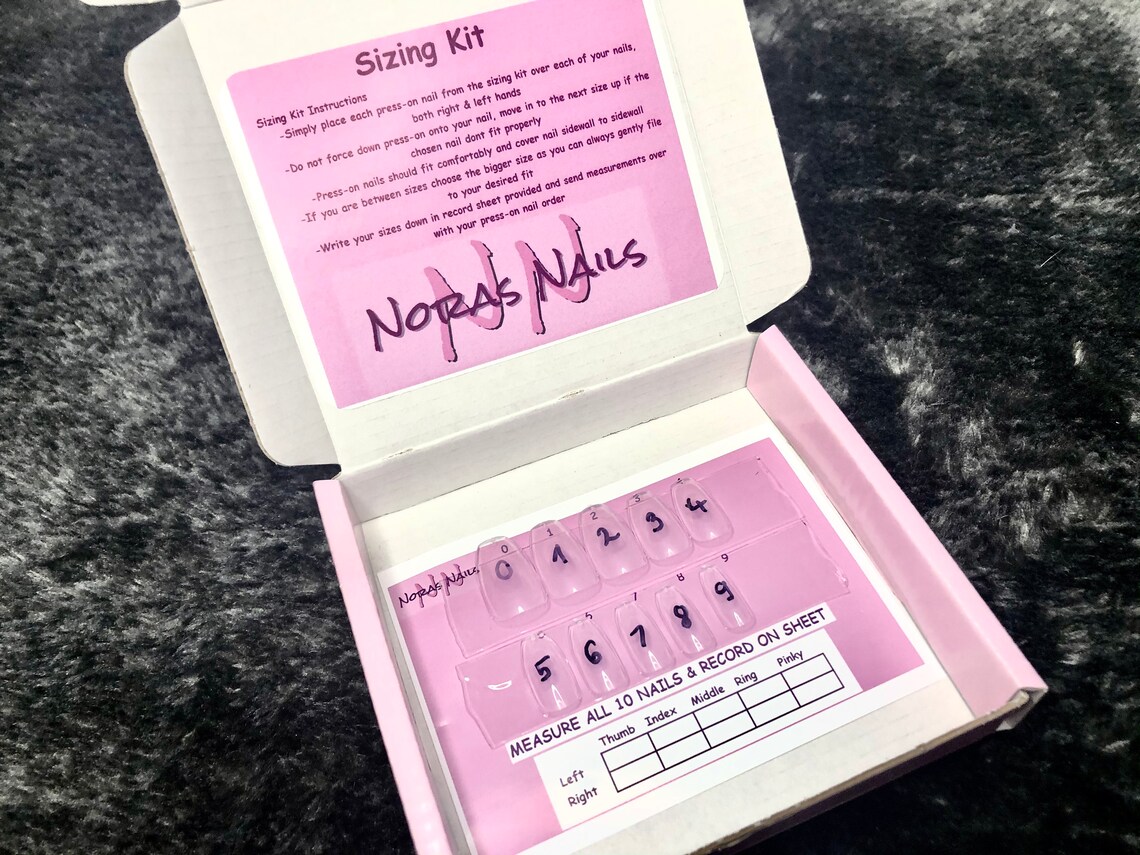 Sizing Kit
Sizing Kit Instructions
-Simply place each press-on nail from the sizing kit over each of your nails,
both right & left hands
-Do not force down press-on onto your nail, move in to the next size up if the
chosen nail dont fit properly
-Press-on nails should fit comfortably and cover nail sidewall to sidewall
-If you are between sizes choose the bigger size as you can always gently file
to your desired fit
-Write your sizes down in record sheet provided and send measurements over
with your press-on nail order
NN
NORAS NAILS
NORAS NAILS
0 1 2 3 4
0 1 2 3 4
7 8 9
5 6 7 8 9
MEASURE ALL 10 NAILS & RECORD ON SHEET
Thumb Index Middle Ring Pinky
Left
Right